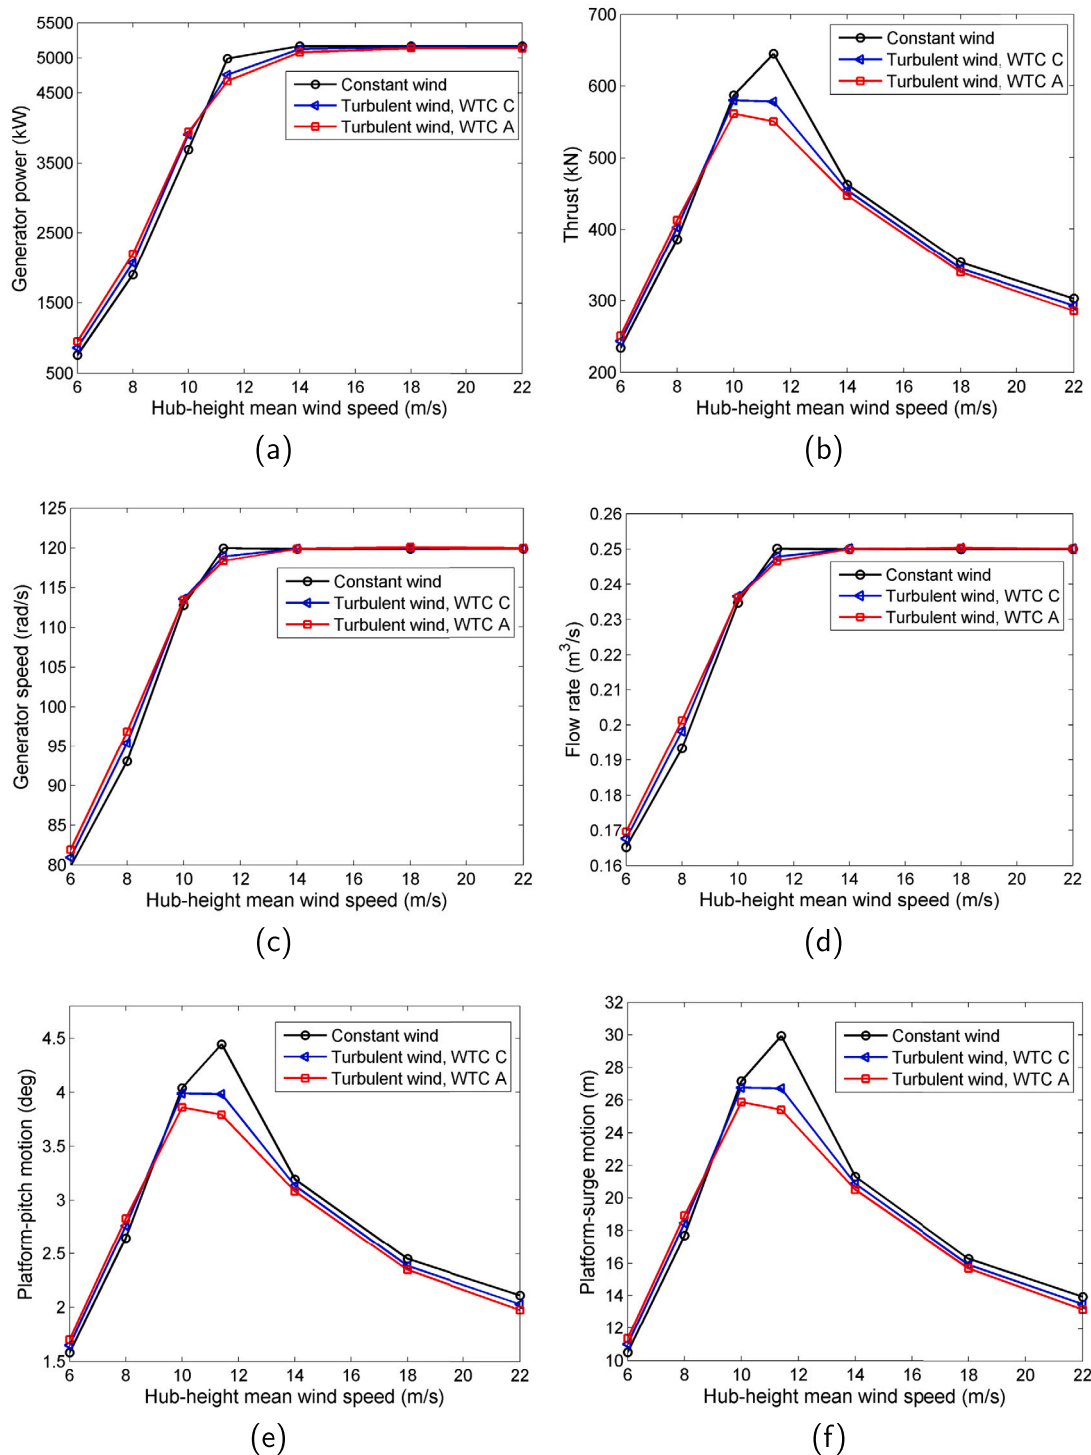 5500
5000
4500
3500
2500
1500
500
6 8 10 12 14 16 18 20 22
Generator power (kW)
Hub-height mean wind speed (m/s)
Constant wind
Turbulent wind, WTC C
Turbulent wind, WTC A
(a)
700
600
500
400
300
200
6 8 10 12 14 16 18 20 22
Thrust (kN)
Hub-height mean wind speed (m/s)
Constant wind
Turbulent wind, WTC C
Turbulent wind, WTC A
(b)
125
120
115
110
105
100
95
90
85
80
6 8 10 12 14 16 18 20 22
Generator speed (rad/s)
Hub-height mean wind speed (m/s)
Constant wind
Turbulent wind, WTC C
Turbulent wind, WTC A
(c)
0.26
0.25
0.24
0.23
0.22
0.21
0.2
0.19
0.18
0.17
0.16
6 8 10 12 14 16 18 20 22
Flow rate (m³/s)
Hub-height mean wind speed (m/s)
Constant wind
Turbulent wind, WTC C
Turbulent wind, WTC A
(d)
4.5
4
3.5
3
2.5
2
1.5
6 8 10 12 14 16 18 20 22
Platform-pitch motion (deg)
Hub-height mean wind speed (m/s)
Constant wind
Turbulent wind, WTC C
Turbulent wind, WTC A
(e)
32
30
28
26
24
22
20
18
16
14
12
10
6 8 10 12 14 16 18 20 22
Platform-surge motion (m)
Hub-height mean wind speed (m/s)
Constant wind
Turbulent wind, WTC C
Turbulent wind, WTC A
(f)